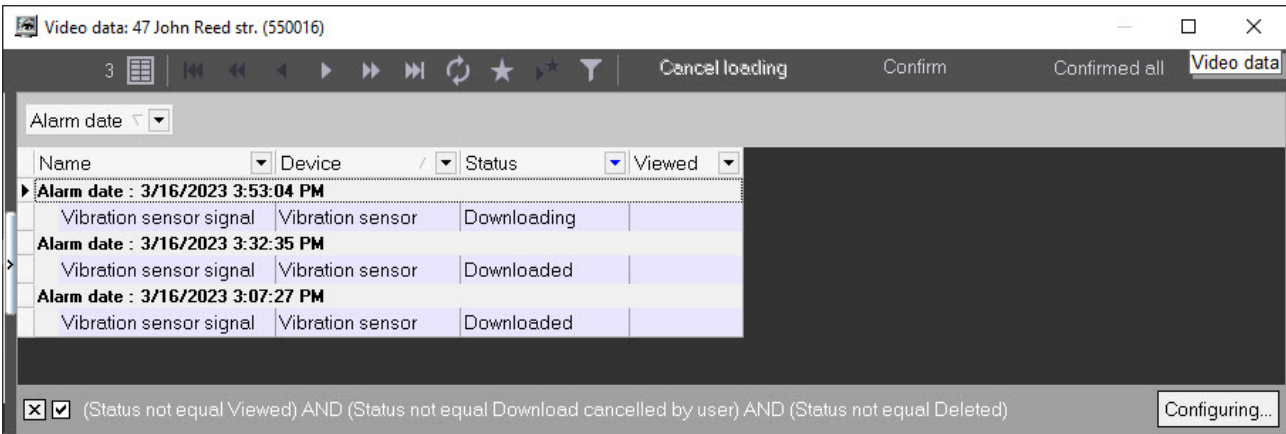 Video data: 47 John Reed str. (550016)
3 Cancel loading Confirm Confirmed all Video data
Alarm date
Name Device Status Viewed
Alarm date : 3/16/2023 3:53:04 PM
Vibration sensor signal Vibration sensor Downloading
Alarm date : 3/16/2023 3:32:35 PM
Vibration sensor signal Vibration sensor Downloaded
Alarm date : 3/16/2023 3:07:27 PM
Vibration sensor signal Vibration sensor Downloaded
(Status not equal Viewed) AND (Status not equal Download cancelled by user) AND (Status not equal Deleted) Configuring...